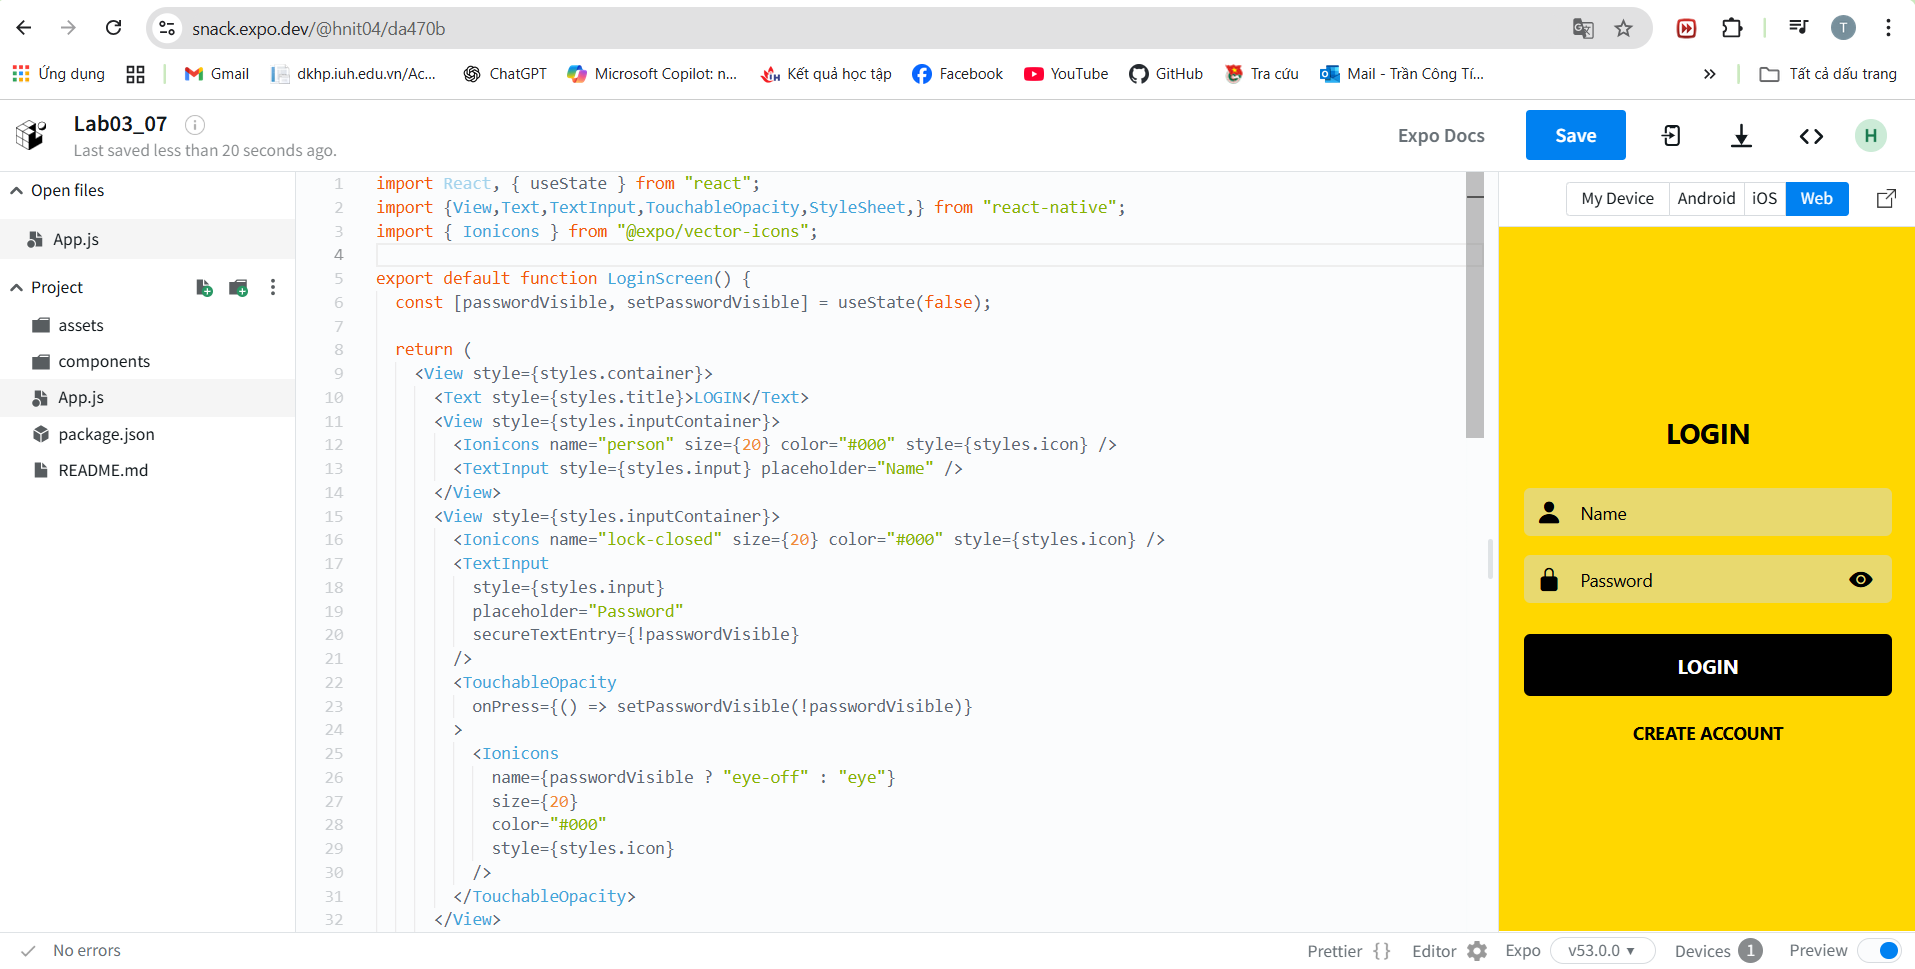 snack.expo.dev/@hnit04/da470b
T
Ứng dụng
Gmail
dkhp.iuh.edu.vn/Ac...
ChatGPT
Microsoft Copilot: n...
Kết quả học tập
Facebook
YouTube
GitHub
Tra cứu
Mail - Trần Công Tí...
»
Tất cả dấu trang
Lab03_07
Last saved less than 20 seconds ago.
Expo Docs
Save
H
Open files
App.js
Project
assets
components
App.js
package.json
README.md
1 import React, { useState } from "react";
2 import {View,Text,TextInput,TouchableOpacity,StyleSheet,} from "react-native";
3 import { Ionicons } from "@expo/vector-icons";
4
5 export default function LoginScreen() {
6 const [passwordVisible, setPasswordVisible] = useState(false);
7
8 return (
9 <View style={styles.container}>
10 <Text style={styles.title}>LOGIN</Text>
11 <View style={styles.inputContainer}>
12 <Ionicons name="person" size={20} color="#000" style={styles.icon} />
13 <TextInput style={styles.input} placeholder="Name" />
14 </View>
15 <View style={styles.inputContainer}>
16 <Ionicons name="lock-closed" size={20} color="#000" style={styles.icon} />
17 <TextInput
18 style={styles.input}
19 placeholder="Password"
20 secureTextEntry={!passwordVisible}
21 />
22 <TouchableOpacity
23 onPress={() => setPasswordVisible(!passwordVisible)}
24 >
25 <Ionicons
26 name={passwordVisible ? "eye-off" : "eye"}
27 size={20}
28 color="#000"
29 style={styles.icon}
30 />
31 </TouchableOpacity>
32 </View>
My Device
Android
iOS
Web
LOGIN
Name
Password
LOGIN
CREATE ACCOUNT
No errors
Prettier {}
Editor
Expo
v53.0.0
Devices 1
Preview